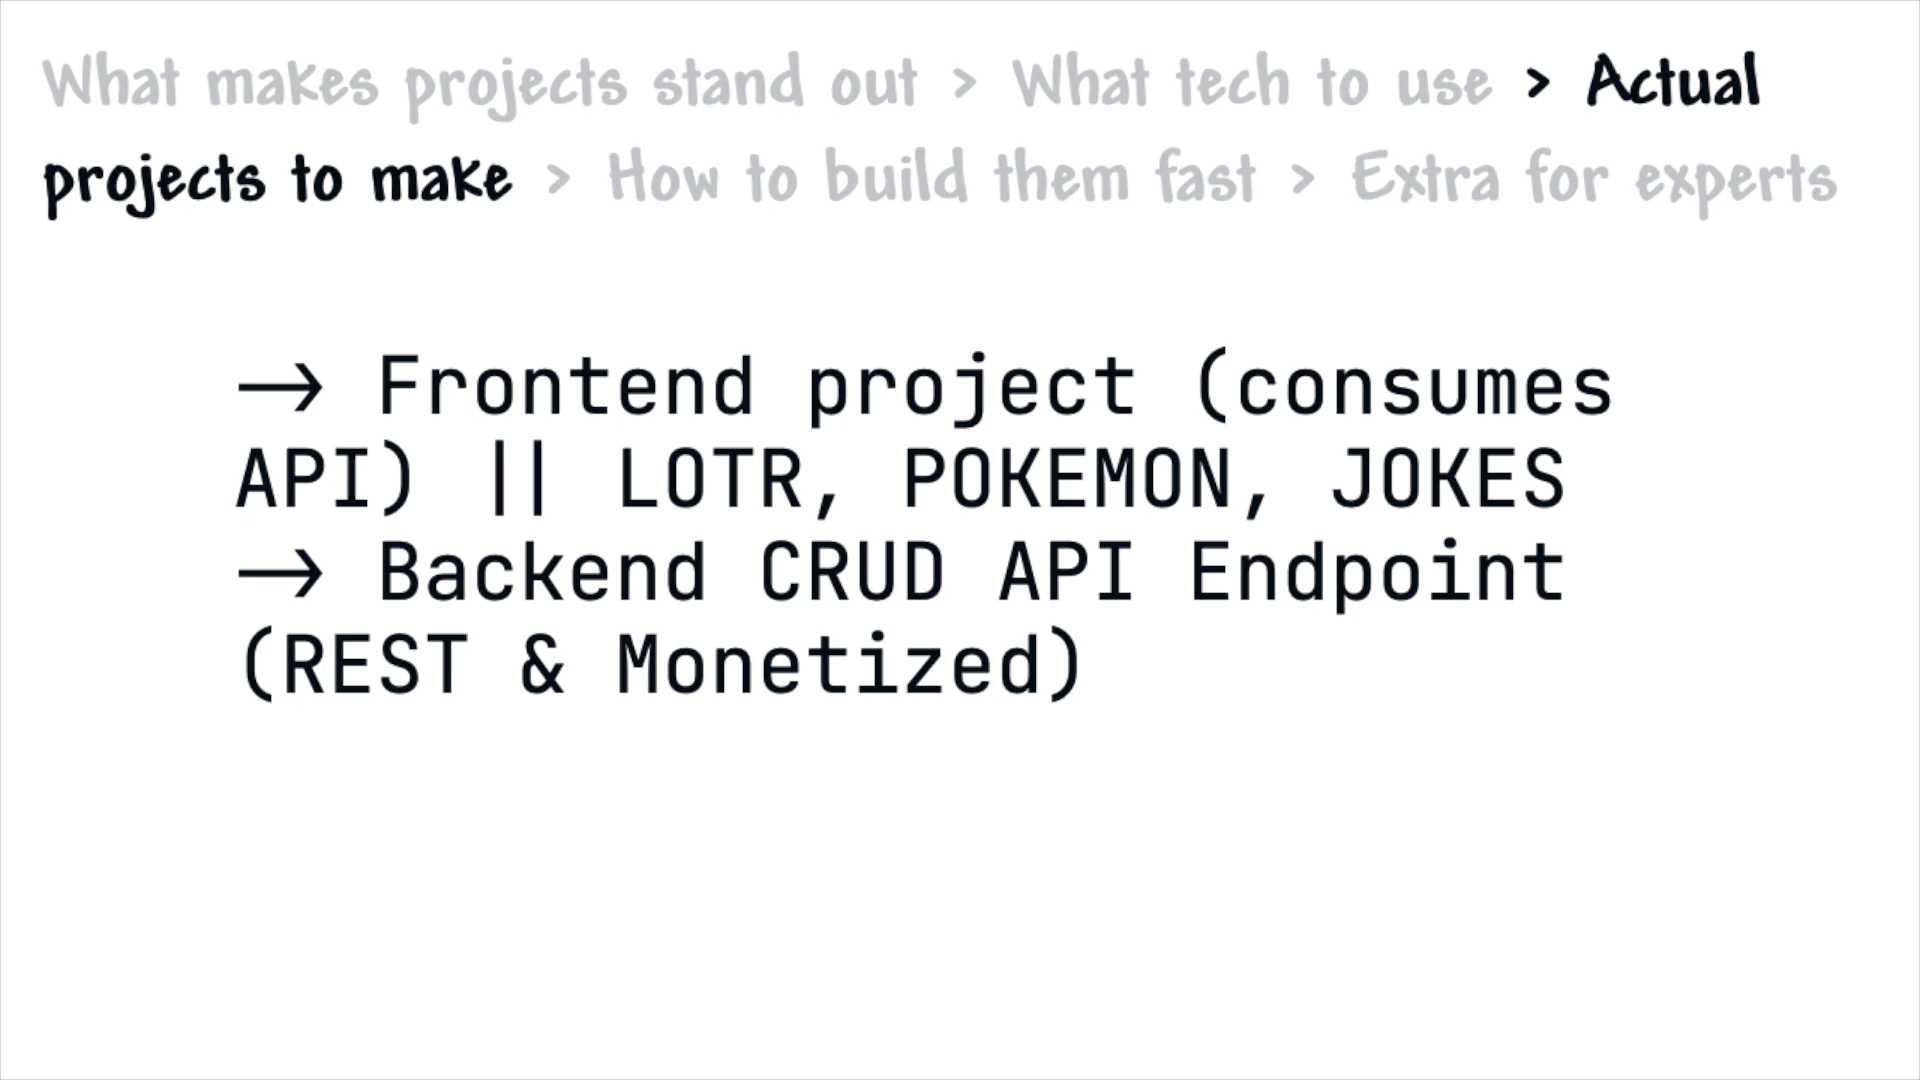 What makes projects stand out > What tech to use > Actual
projects to make > How to build them fast > Extra for experts
→ Frontend project (consumes
API) || LOTR, POKEMON, JOKES
→ Backend CRUD API Endpoint
(REST & Monetized)